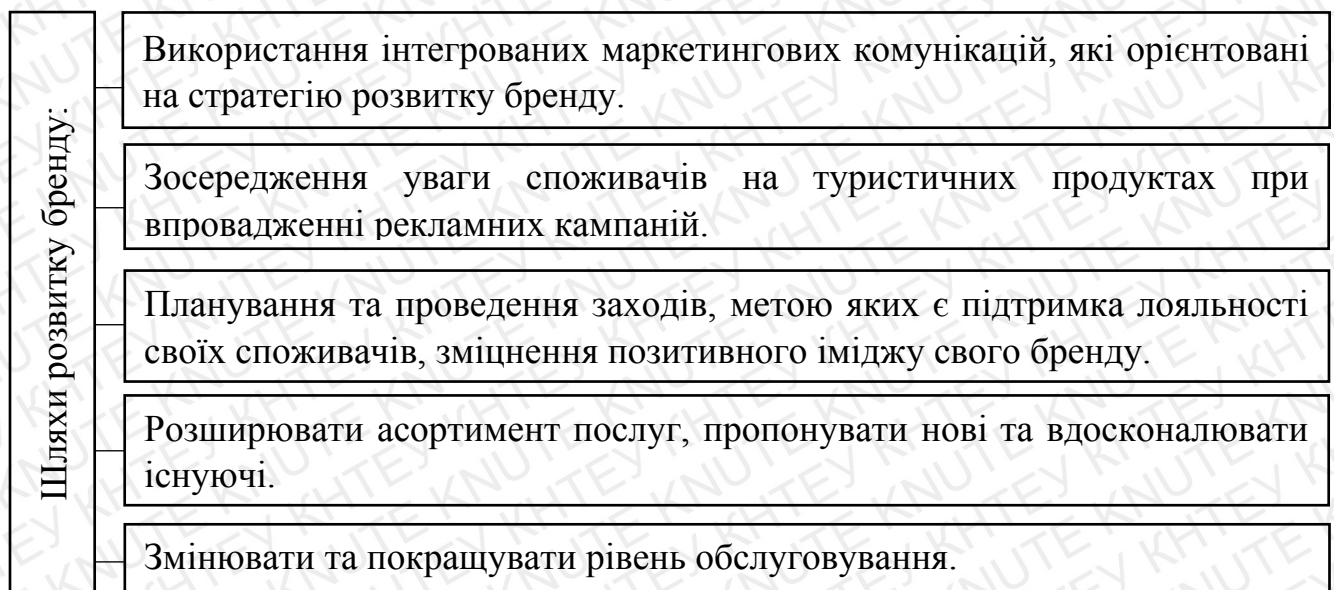 Шляхи розвитку бренду:
Використання інтегрованих маркетингових комунікацій, які орієнтовані
на стратегію розвитку бренду.
Зосередження уваги споживачів на туристичних продуктах при
впровадженні рекламних кампаній.
Планування та проведення заходів, метою яких є підтримка лояльності
своїх споживачів, зміцнення позитивного іміджу свого бренду.
Розширювати асортимент послуг, пропонувати нові та вдосконалювати
існуючі.
Змінювати та покращувати рівень обслуговування.